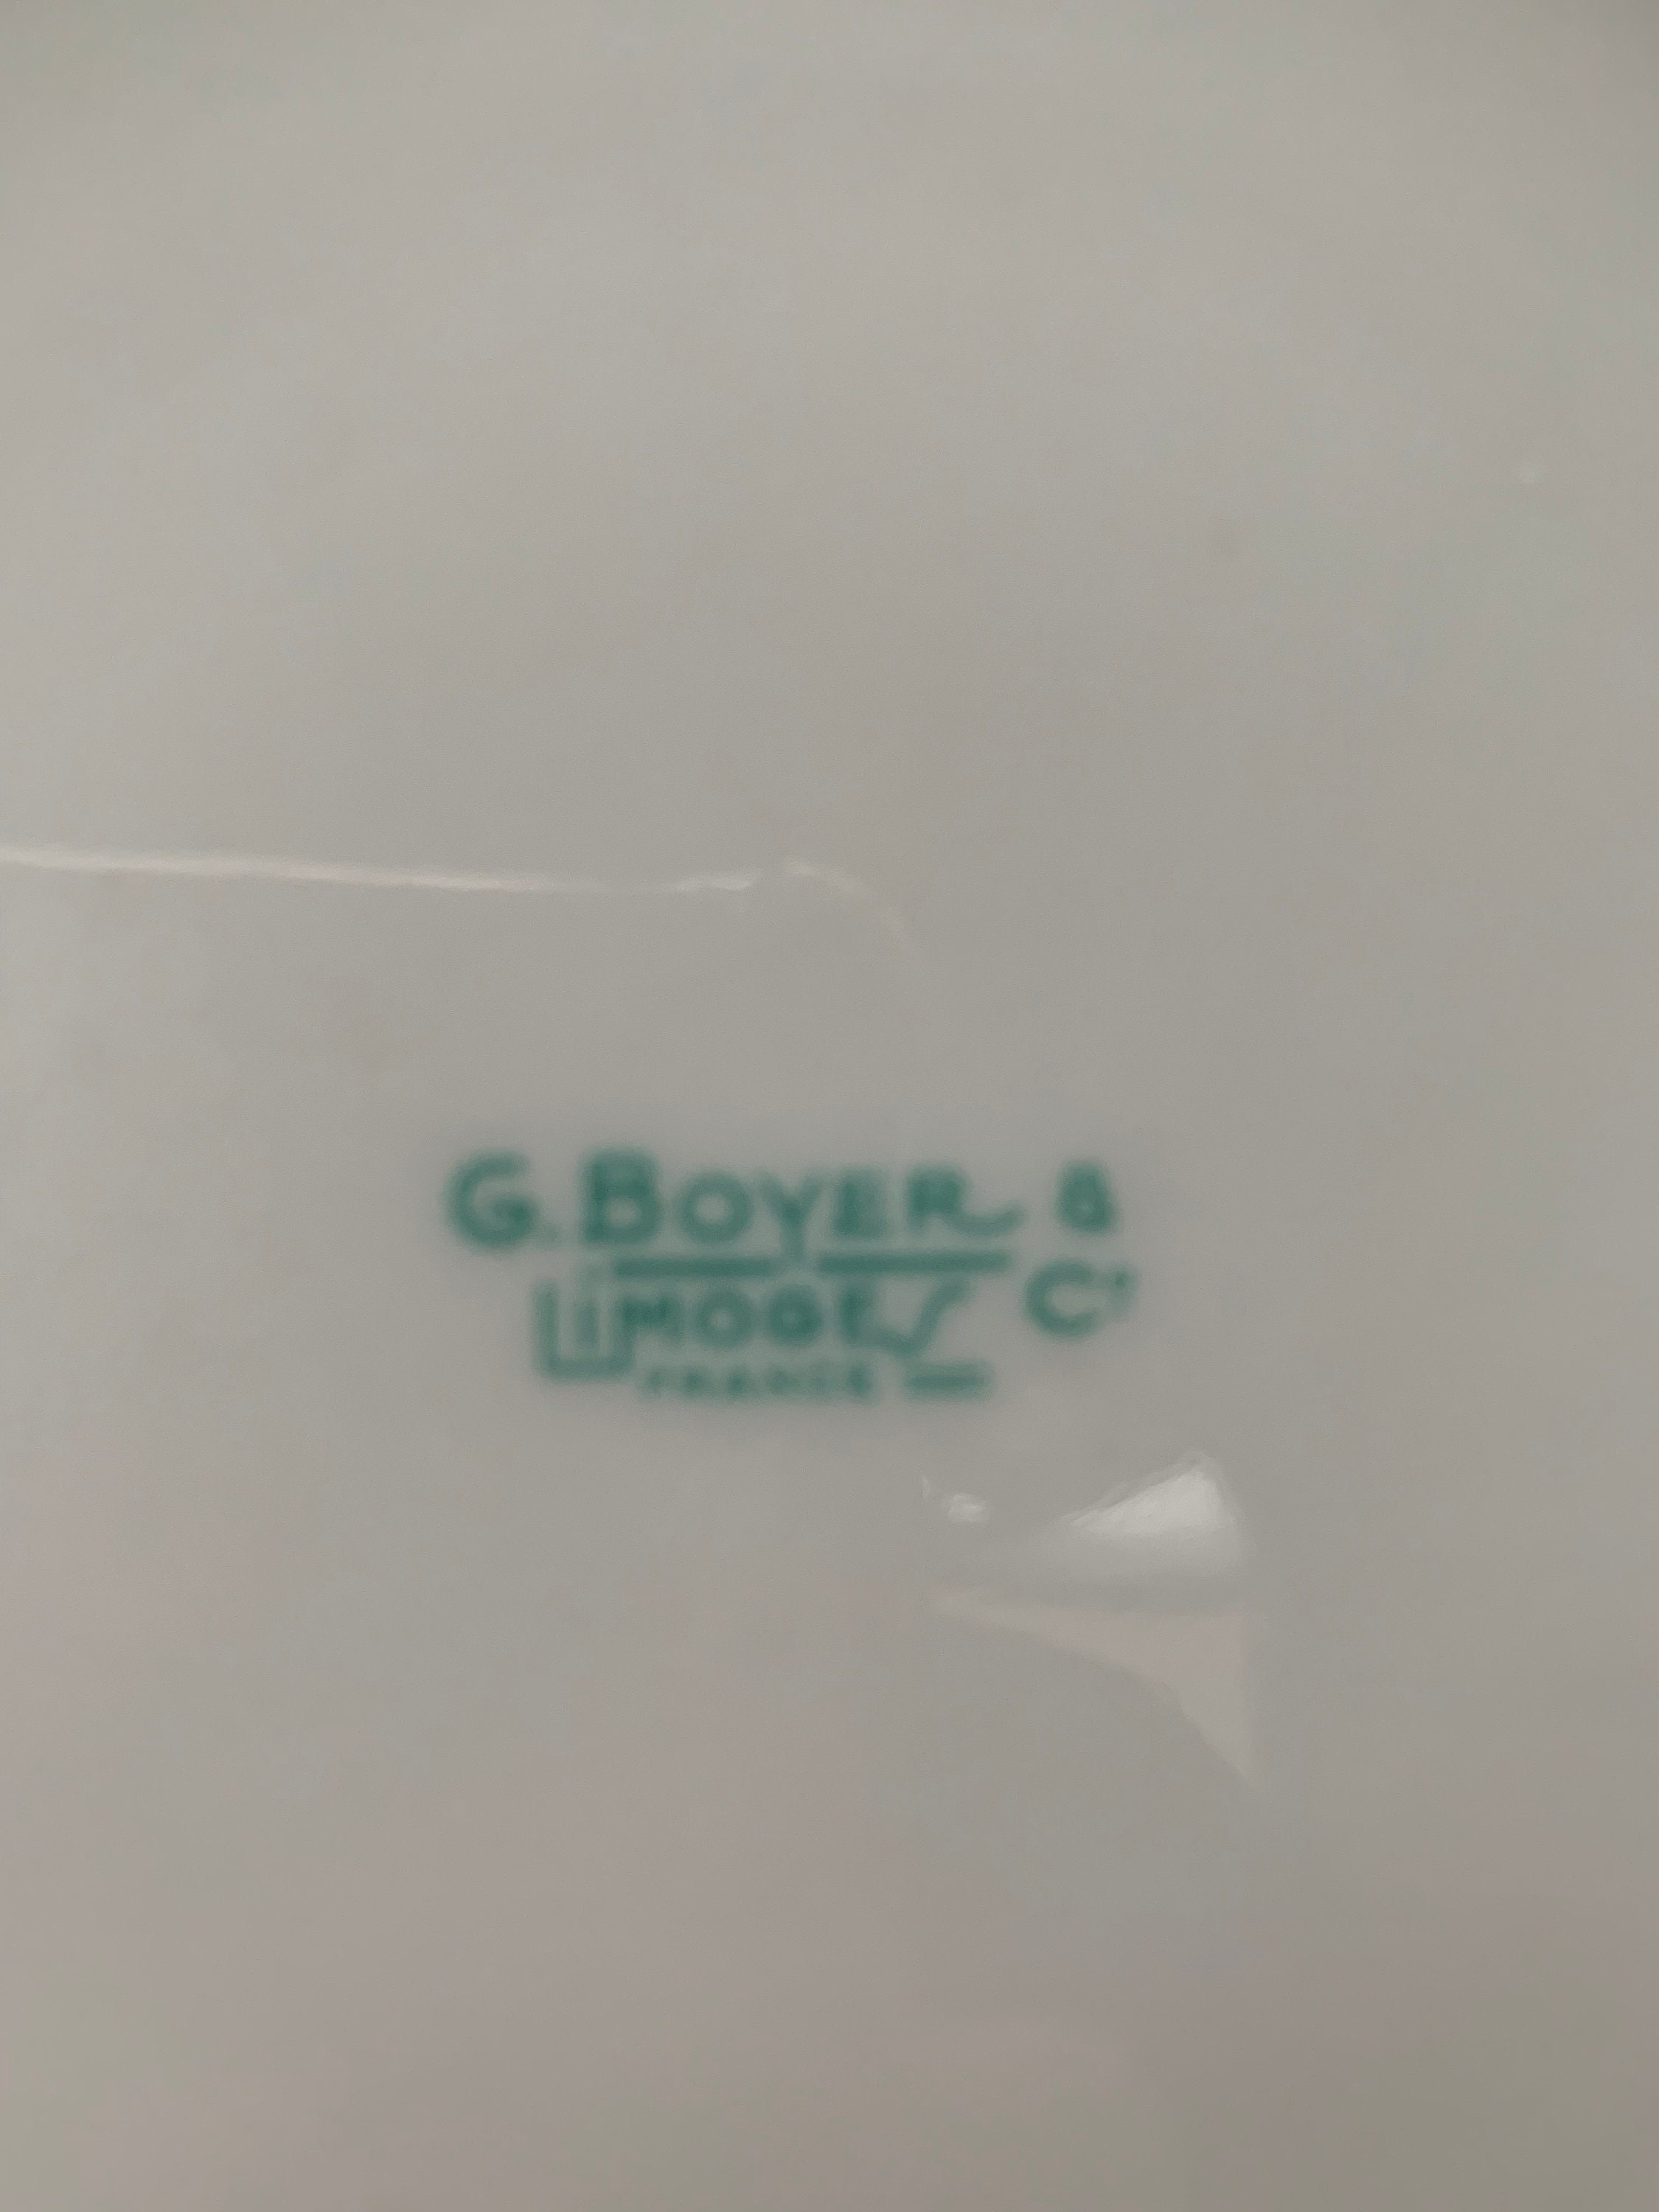 G. BOYER &
LiMOGES Cⁱᵉ
FRANCE